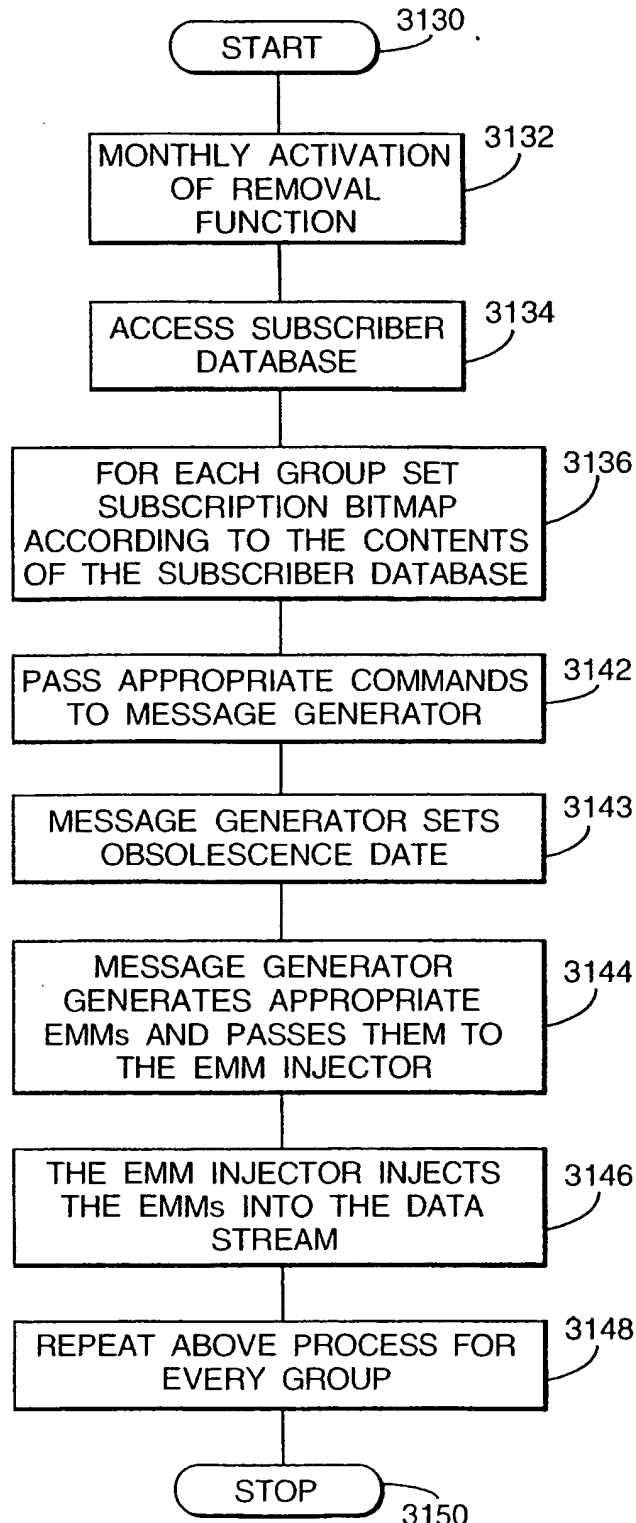 START
3130
MONTHLY ACTIVATION
OF REMOVAL
FUNCTION
3132
ACCESS SUBSCRIBER
DATABASE
3134
FOR EACH GROUP SET
SUBSCRIPTION BITMAP
ACCORDING TO THE CONTENTS
OF THE SUBSCRIBER DATABASE
3136
PASS APPROPRIATE COMMANDS
TO MESSAGE GENERATOR
3142
MESSAGE GENERATOR SETS
OBSOLESCENCE DATE
3143
MESSAGE GENERATOR
GENERATES APPROPRIATE
EMMs AND PASSES THEM TO
THE EMM INJECTOR
3144
THE EMM INJECTOR INJECTS
THE EMMs INTO THE DATA
STREAM
3146
REPEAT ABOVE PROCESS FOR
EVERY GROUP
3148
STOP
3150